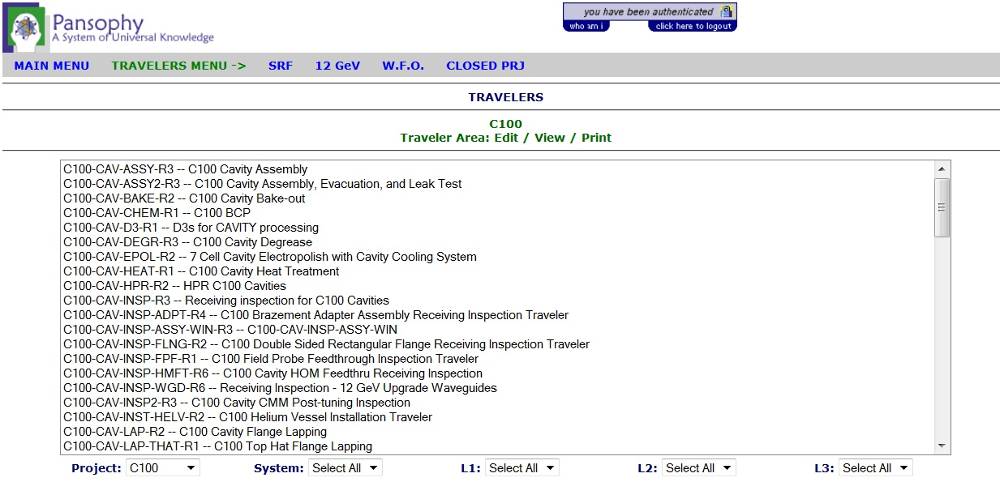 Pansophy
A System of Universal Knowledge
you have been authenticated
who am i
click here to logout
MAIN MENU TRAVELERS MENU -> SRF 12 GeV W.F.O. CLOSED PRJ
TRAVELERS
C100
Traveler Area: Edit / View / Print
C100-CAV-ASSY-R3 -- C100 Cavity Assembly
C100-CAV-ASSY2-R3 -- C100 Cavity Assembly, Evacuation, and Leak Test
C100-CAV-BAKE-R2 -- C100 Cavity Bake-out
C100-CAV-CHEM-R1 -- C100 BCP
C100-CAV-D3-R1 -- D3s for CAVITY processing
C100-CAV-DEGR-R3 -- C100 Cavity Degrease
C100-CAV-EPOL-R2 -- 7 Cell Cavity Electropolish with Cavity Cooling System
C100-CAV-HEAT-R1 -- C100 Cavity Heat Treatment
C100-CAV-HPR-R2 -- HPR C100 Cavities
C100-CAV-INSP-R3 -- Receiving inspection for C100 Cavities
C100-CAV-INSP-ADPT-R4 -- C100 Brazement Adapter Assembly Receiving Inspection Traveler
C100-CAV-INSP-ASSY-WIN-R3 -- C100-CAV-INSP-ASSY-WIN
C100-CAV-INSP-FLNG-R2 -- C100 Double Sided Rectangular Flange Receiving Inspection Traveler
C100-CAV-INSP-FPF-R1 -- C100 Field Probe Feedthrough Inspection Traveler
C100-CAV-INSP-HMFT-R6 -- C100 Cavity HOM Feedthru Receiving Inspection
C100-CAV-INSP-WGD-R6 -- Receiving Inspection - 12 GeV Upgrade Waveguides
C100-CAV-INSP2-R3 -- C100 Cavity CMM Post-tuning Inspection
C100-CAV-INST-HELV-R2 -- C100 Helium Vessel Installation Traveler
C100-CAV-LAP-R2 -- C100 Cavity Flange Lapping
C100-CAV-LAP-THAT-R1 -- C100 Top Hat Flange Lapping
Project: C100 System: Select All L1: Select All L2: Select All L3: Select All